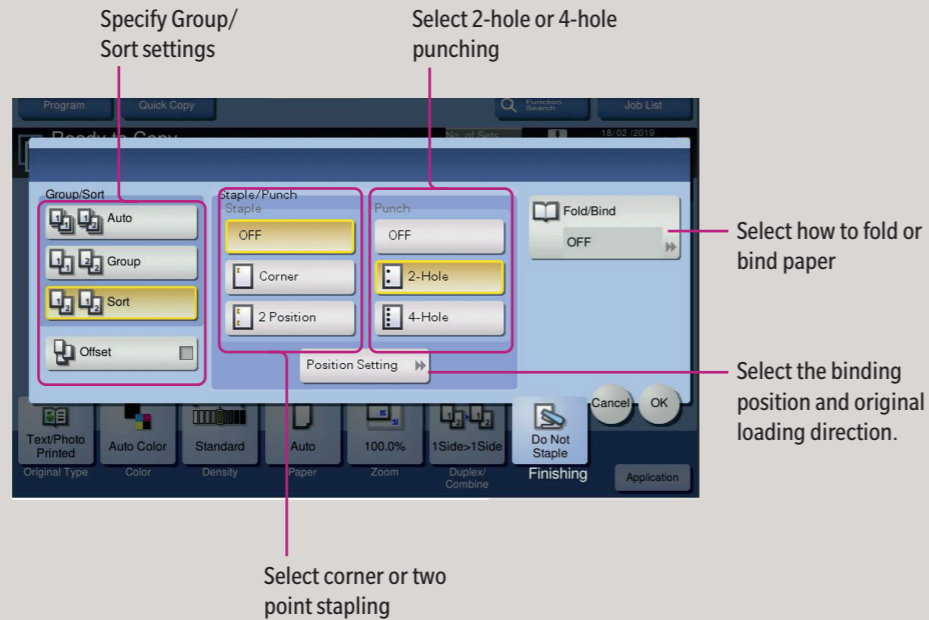 Specify Group/
Sort settings
Select 2-hole or 4-hole
punching
Program
Quick Copy
Function
Search
Job List
Ready to Copy
No. of Sets
18/02 /2019
Group/Sort
Auto
Group
Sort
Offset
Staple/Punch
Staple
OFF
Corner
2 Position
Punch
OFF
2-Hole
4-Hole
Position Setting
Fold/Bind
OFF
Select how to fold or
bind paper
Select the binding
position and original
loading direction.
Cancel
OK
Text/Photo
Printed
Auto Color
Standard
Auto
100.0%
1Side>1Side
Do Not
Staple
Original Type
Color
Density
Paper
Zoom
Duplex/
Combine
Finishing
Application
Select corner or two
point stapling